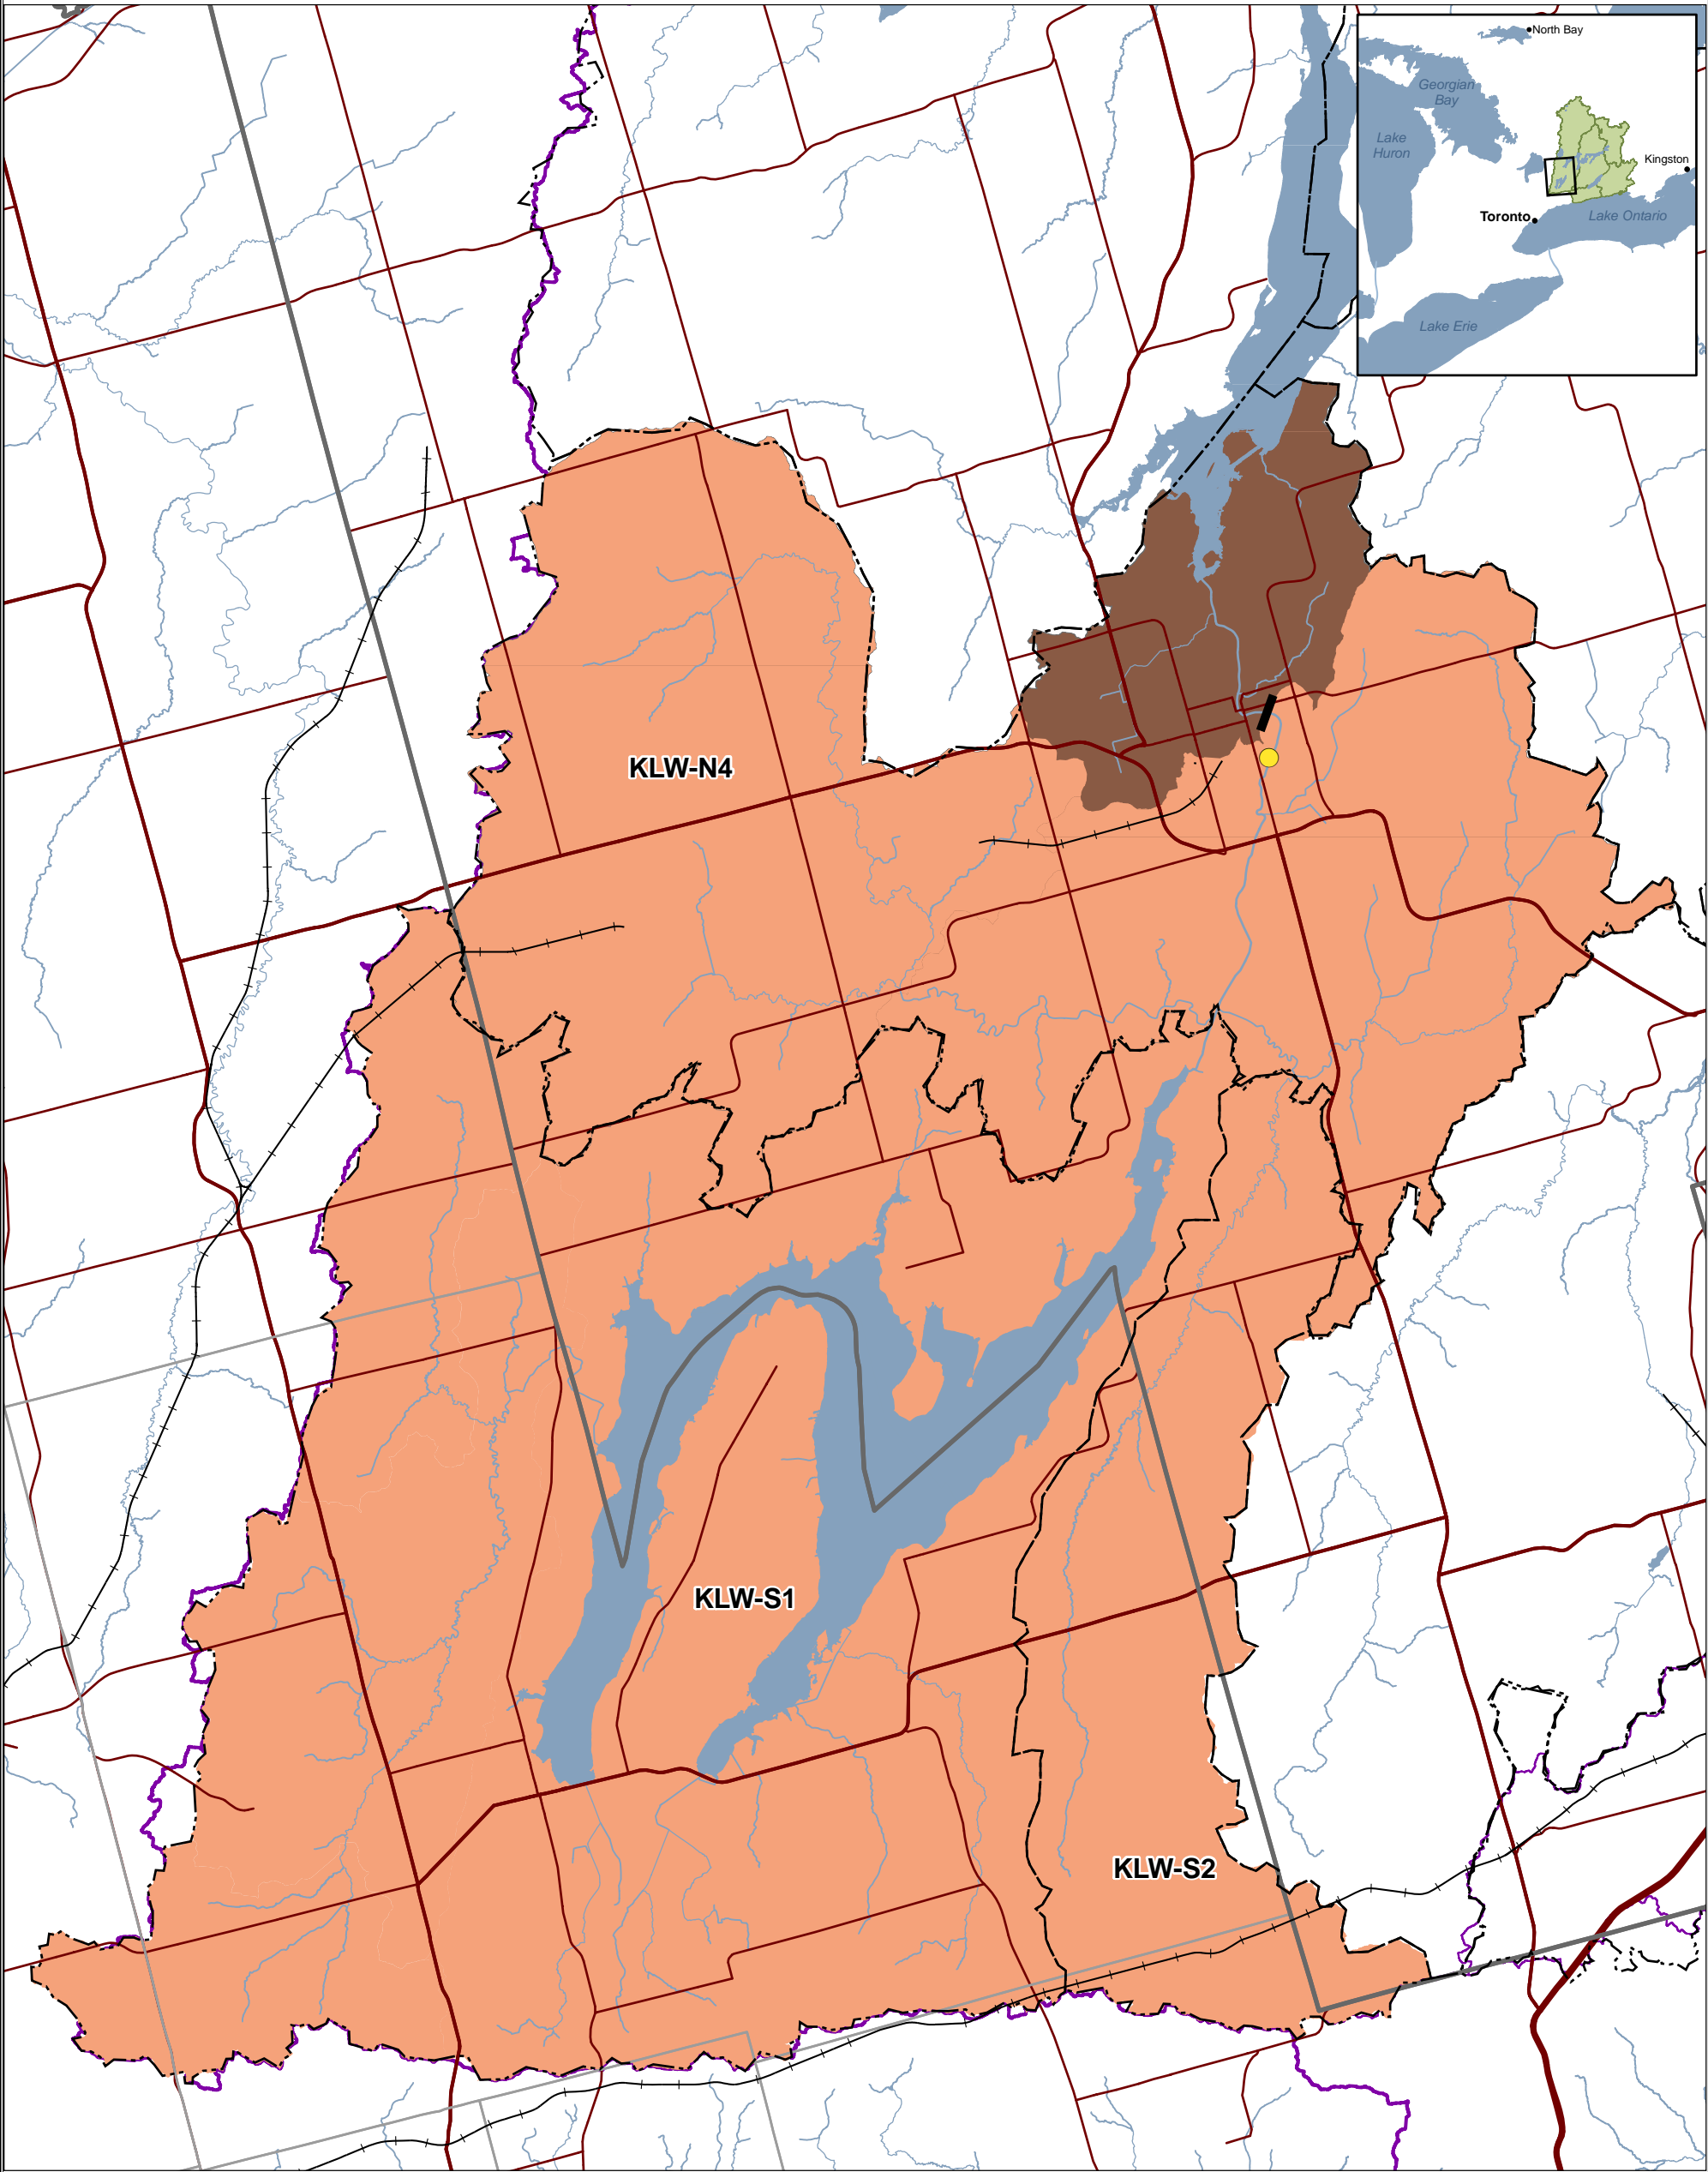 North Bay
Georgian
Bay
Lake
Huron
Kingston
Toronto
Lake Ontario
Lake Erie
KLW-N4
KLW-S1
KLW-S2